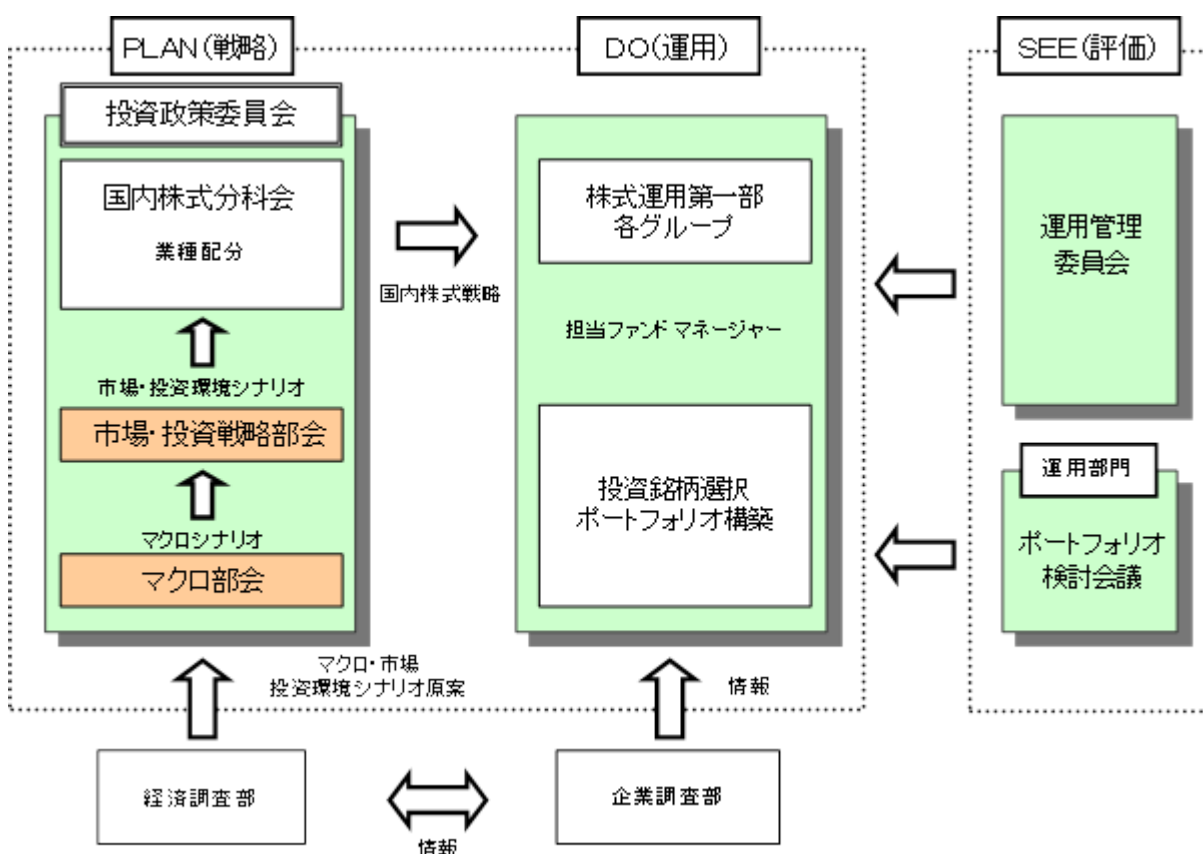 PLAN(戦略)
DO(運用)
SEE(評価)
投資政策委員会
国内株式分科会
業種配分
市場・投資環境シナリオ
市場・投資戦略部会
マクロシナリオ
マクロ部会
国内株式戦略
株式運用第一部
各グループ
担当ファンドマネージャー
投資銘柄選択
ポートフォリオ構築
運用管理
委員会
運用部門
ポートフォリオ
検討会議
マクロ・市場
投資環境シナリオ原案
情報
経済調査部
企業調査部
情報